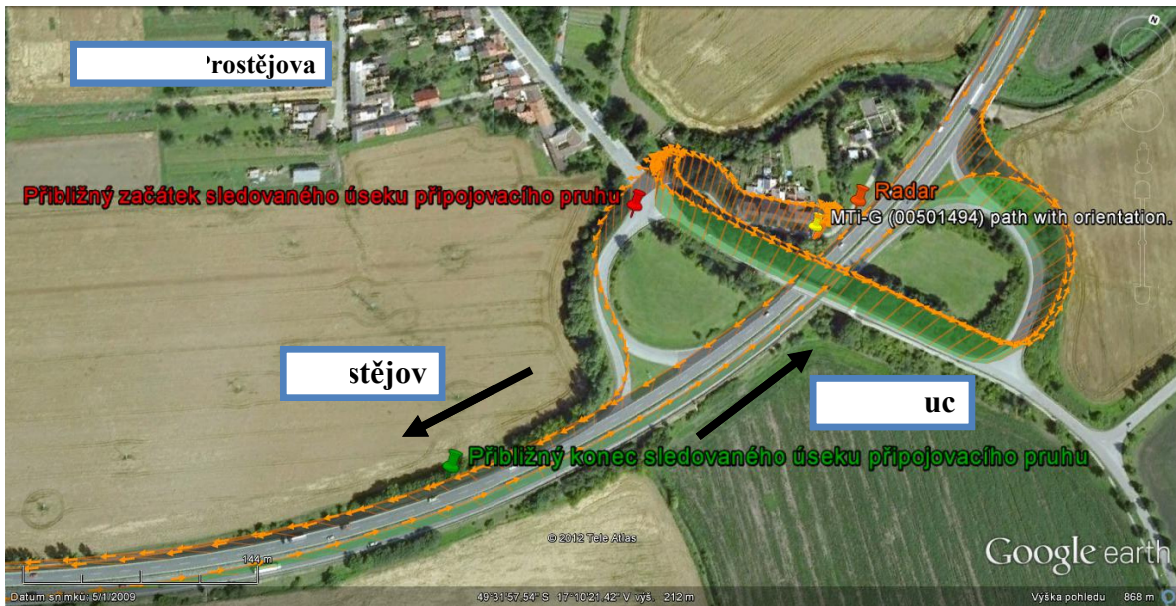 N
rostějova
Přibližný začátek sledovaného úseku připojovacího pruhu
Radar
MTi-G (00501494) path with orientation.
stějov
uc
Přibližný konec sledovaného úseku připojovacího pruhu
© 2012 Tele Atlas
144 m
Google earth
Datum snímků: 5/1/2009 49°31'57.54" S 17°10'21.42" V výš. 212 m Výška pohledu 868 m